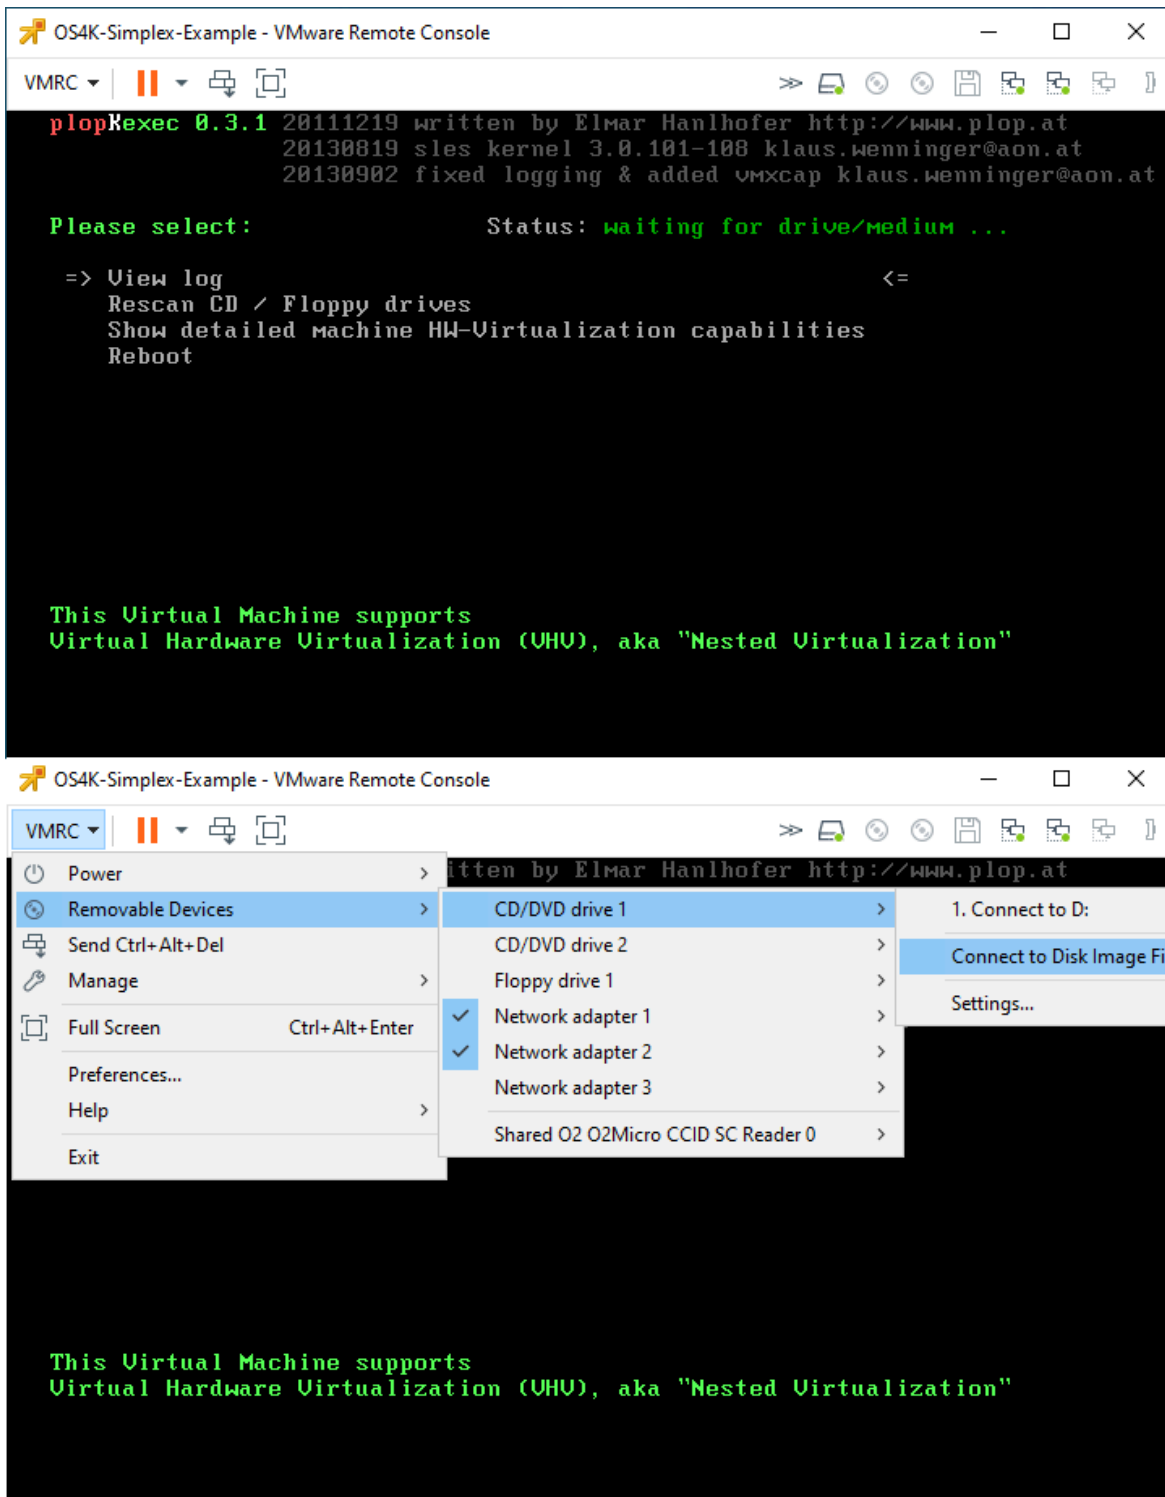 OS4K-Simplex-Example - VMware Remote Console
VMRC
plopKexec 0.3.1 20111219 written by Elmar Hanlhofer http://www.plop.at
20130819 sles kernel 3.0.101-108 klaus.wenninger@aon.at
20130902 fixed logging & added vmxcap klaus.wenninger@aon.at
Please select: Status: waiting for drive/medium ...
=> View log <=
Rescan CD / Floppy drives
Show detailed machine HW-Virtualization capabilities
Reboot
This Virtual Machine supports
Virtual Hardware Virtualization (VHV), aka "Nested Virtualization"
OS4K-Simplex-Example - VMware Remote Console
VMRC
itten by Elmar Hanlhofer http://www.plop.at
Power
Removable Devices
Send Ctrl+Alt+Del
Manage
Full Screen Ctrl+Alt+Enter
Preferences...
Help
Exit
CD/DVD drive 1
CD/DVD drive 2
Floppy drive 1
Network adapter 1
Network adapter 2
Network adapter 3
Shared O2 O2Micro CCID SC Reader 0
1. Connect to D:
Connect to Disk Image Fi
Settings...
This Virtual Machine supports
Virtual Hardware Virtualization (VHV), aka "Nested Virtualization"